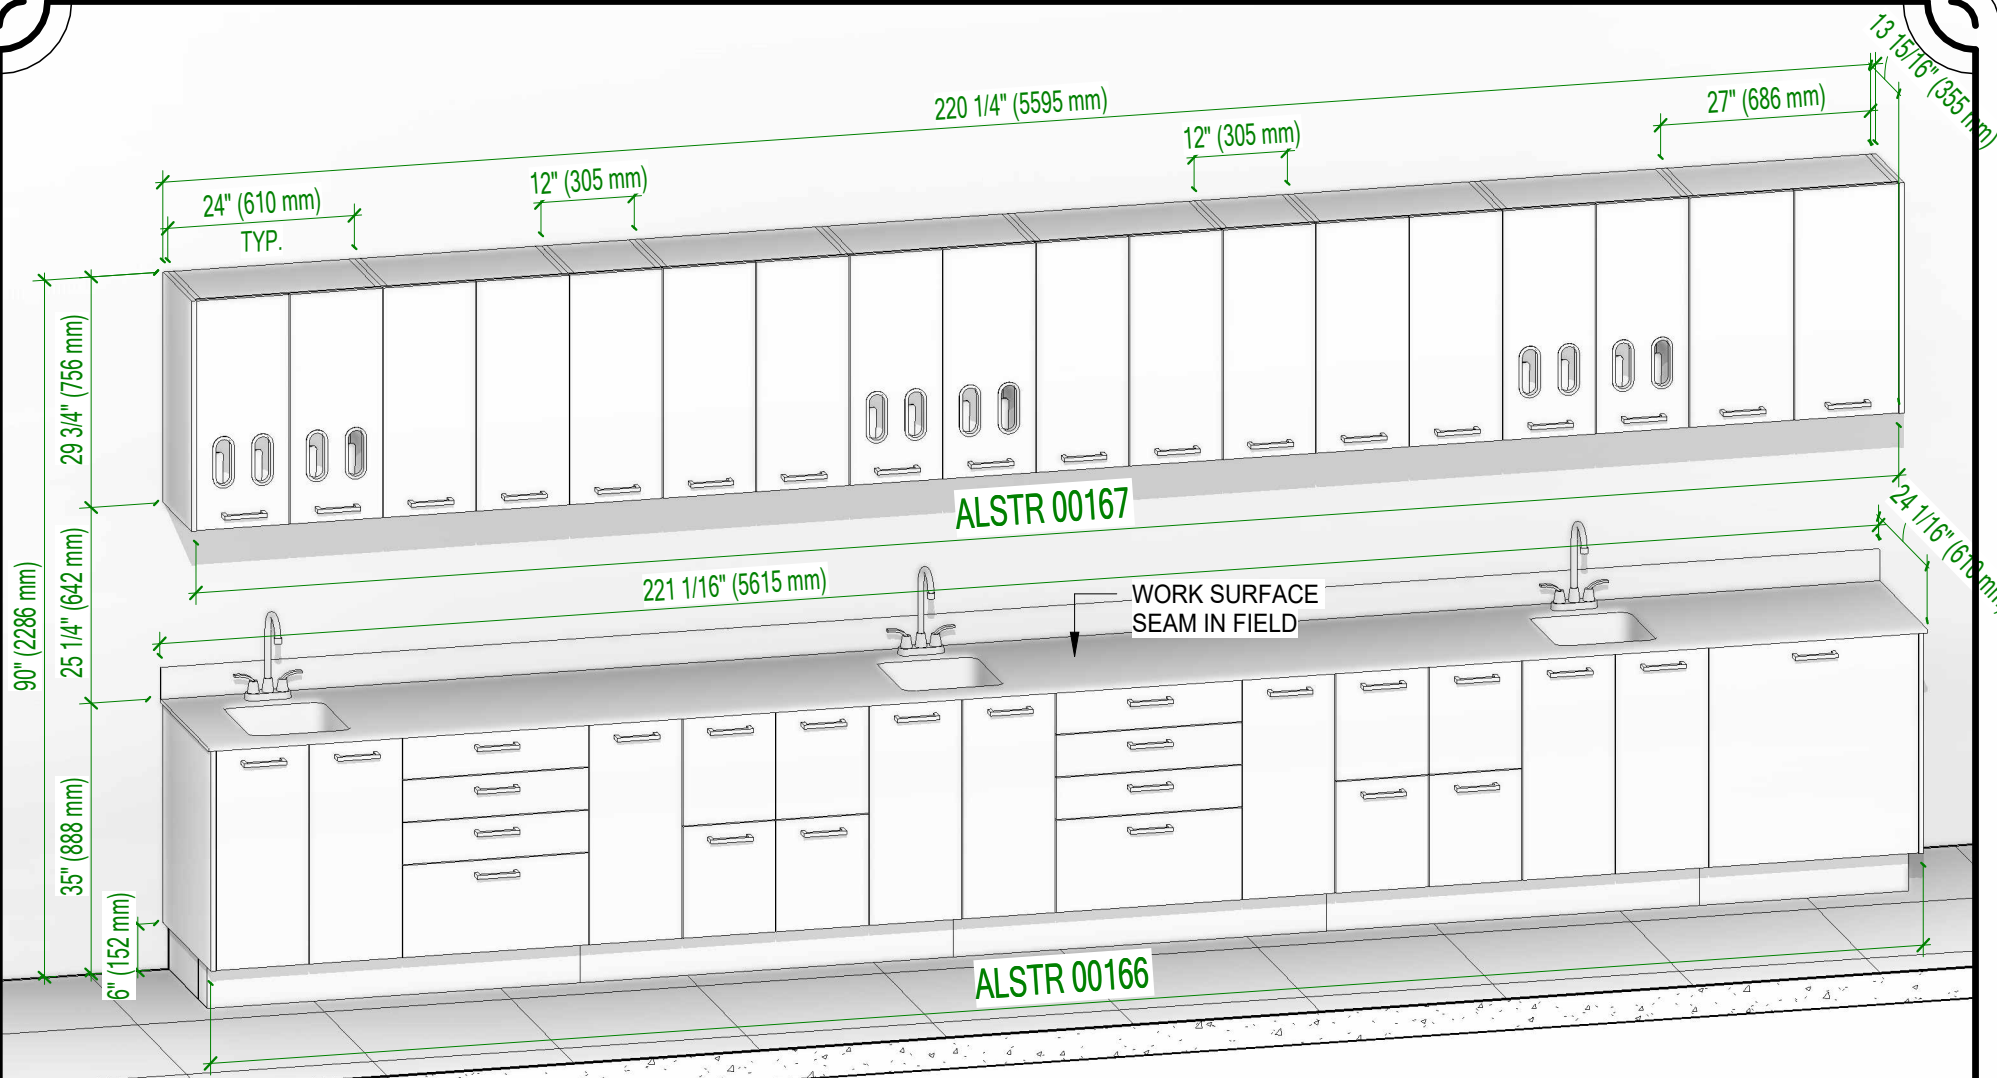 13 15/16" (355 mm)
220 1/4" (5595 mm)
27" (686 mm)
12" (305 mm)
12" (305 mm)
24" (610 mm)
TYP.
29 3/4" (756 mm)
ALSTR 00167
24 1/16" (610 mm)
25 1/4" (642 mm)
90" (2286 mm)
221 1/16" (5615 mm)
WORK SURFACE
SEAM IN FIELD
35" (888 mm)
6" (152 mm)
ALSTR 00166